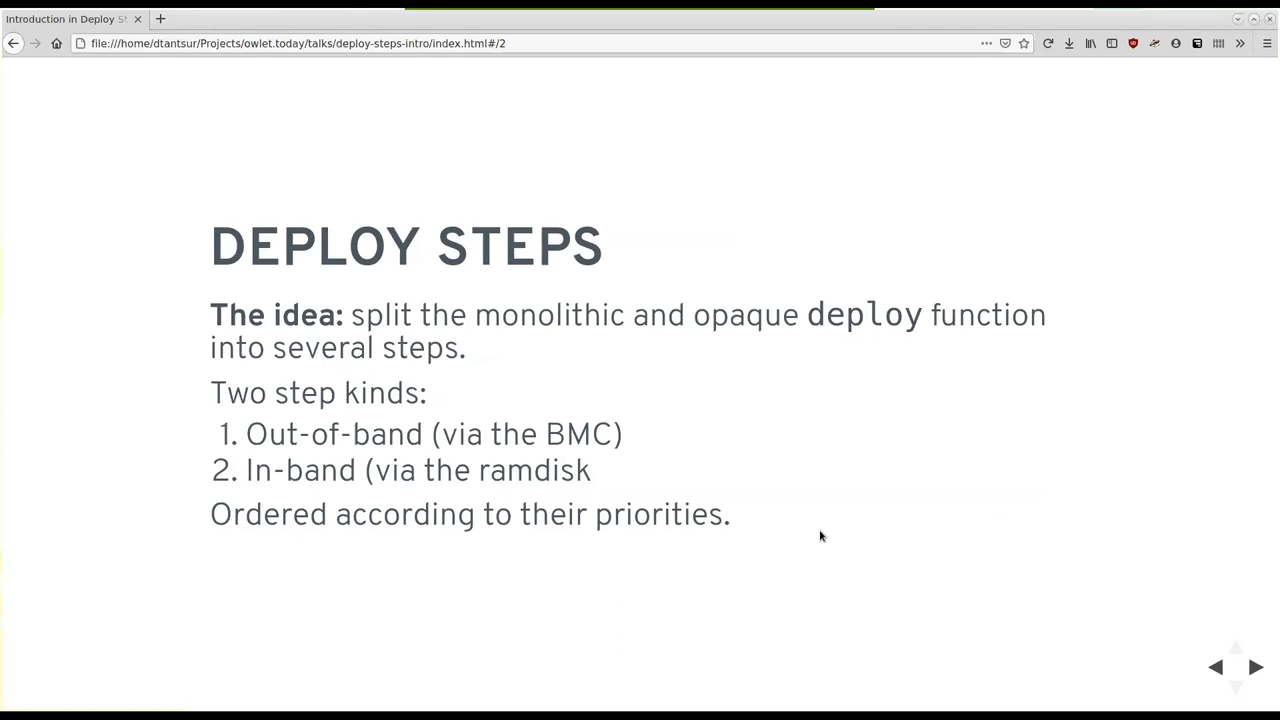 Introduction in Deploy St
file:///home/dtantsur/Projects/owlet.today/talks/deploy-steps-intro/index.html#/2
DEPLOY STEPS
The idea: split the monolithic and opaque deploy function
into several steps.
Two step kinds:
1. Out-of-band (via the BMC)
2. In-band (via the ramdisk
Ordered according to their priorities.